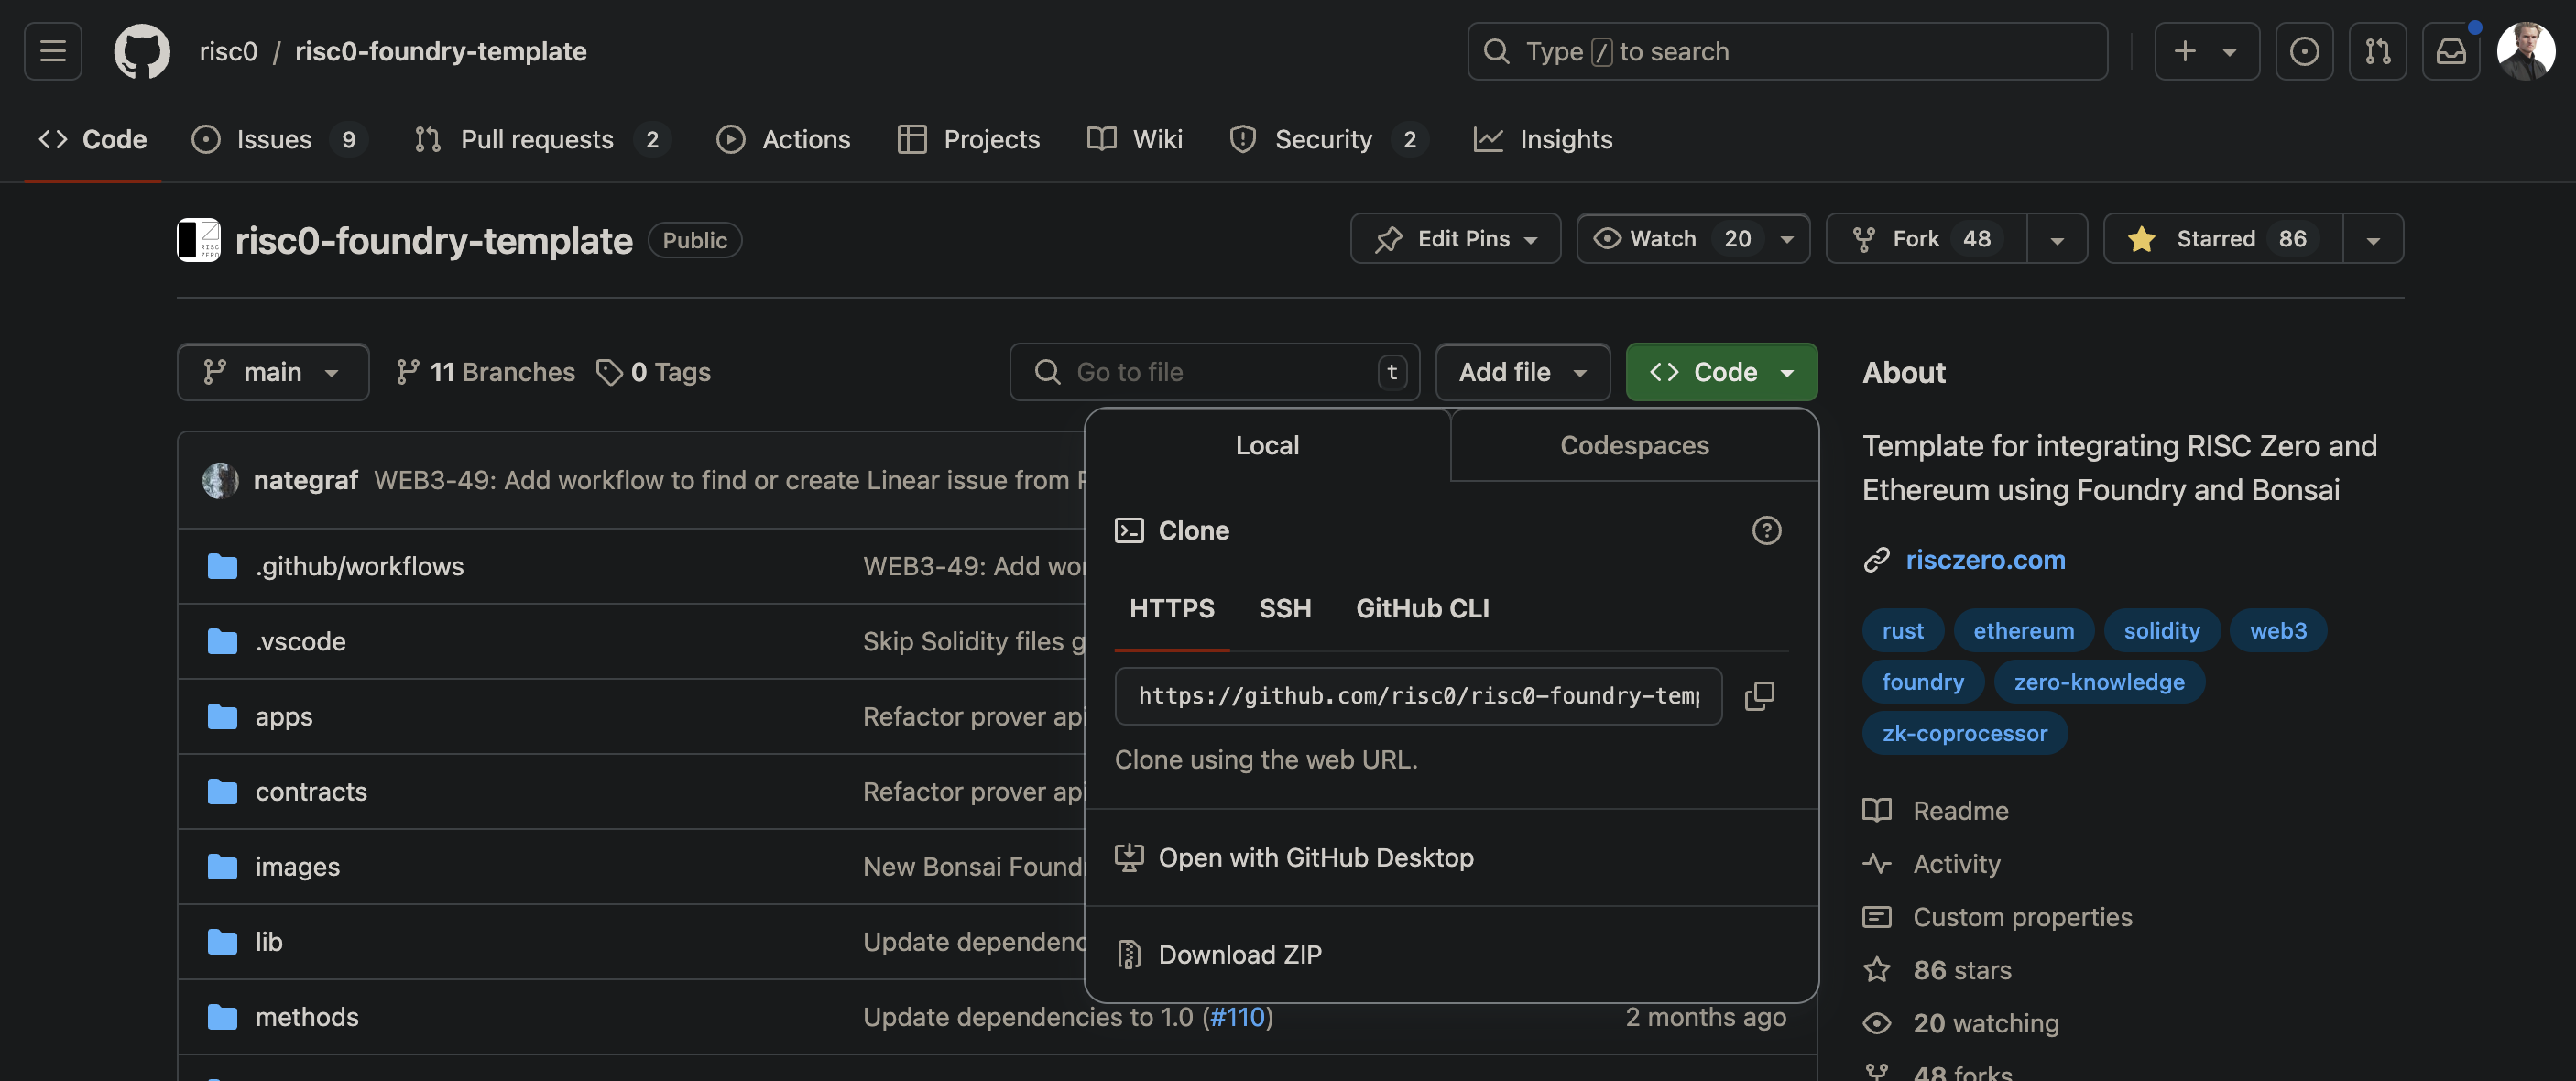 risc0 / risc0-foundry-template
Type / to search
Code
Issues 9
Pull requests 2
Actions
Projects
Wiki
Security 2
Insights
RISC
ZERO
risc0-foundry-template Public
Edit Pins
Watch 20
Fork 48
Starred 86
main
11 Branches
0 Tags
Go to file t
Add file
Code
nategraf WEB3-49: Add workflow to find or create Linear issue from
.github/workflows WEB3-49: Add
.vscode Skip Solidity files
apps Refactor prover api
contracts Refactor prover api
images New Bonsai
lib Update
methods Update dependencies to 1.0 (#110) 2 months ago
Local
Codespaces
Clone
HTTPS SSH GitHub CLI
https://github.com/risc0/risc0-foundry-temp
Clone using the web URL.
Open with GitHub Desktop
Download ZIP
About
Template for integrating RISC Zero and
Ethereum using Foundry and Bonsai
risczero.com
rust ethereum solidity web3
foundry zero-knowledge
zk-coprocessor
Readme
Activity
Custom properties
86 stars
20 watching
48 forks